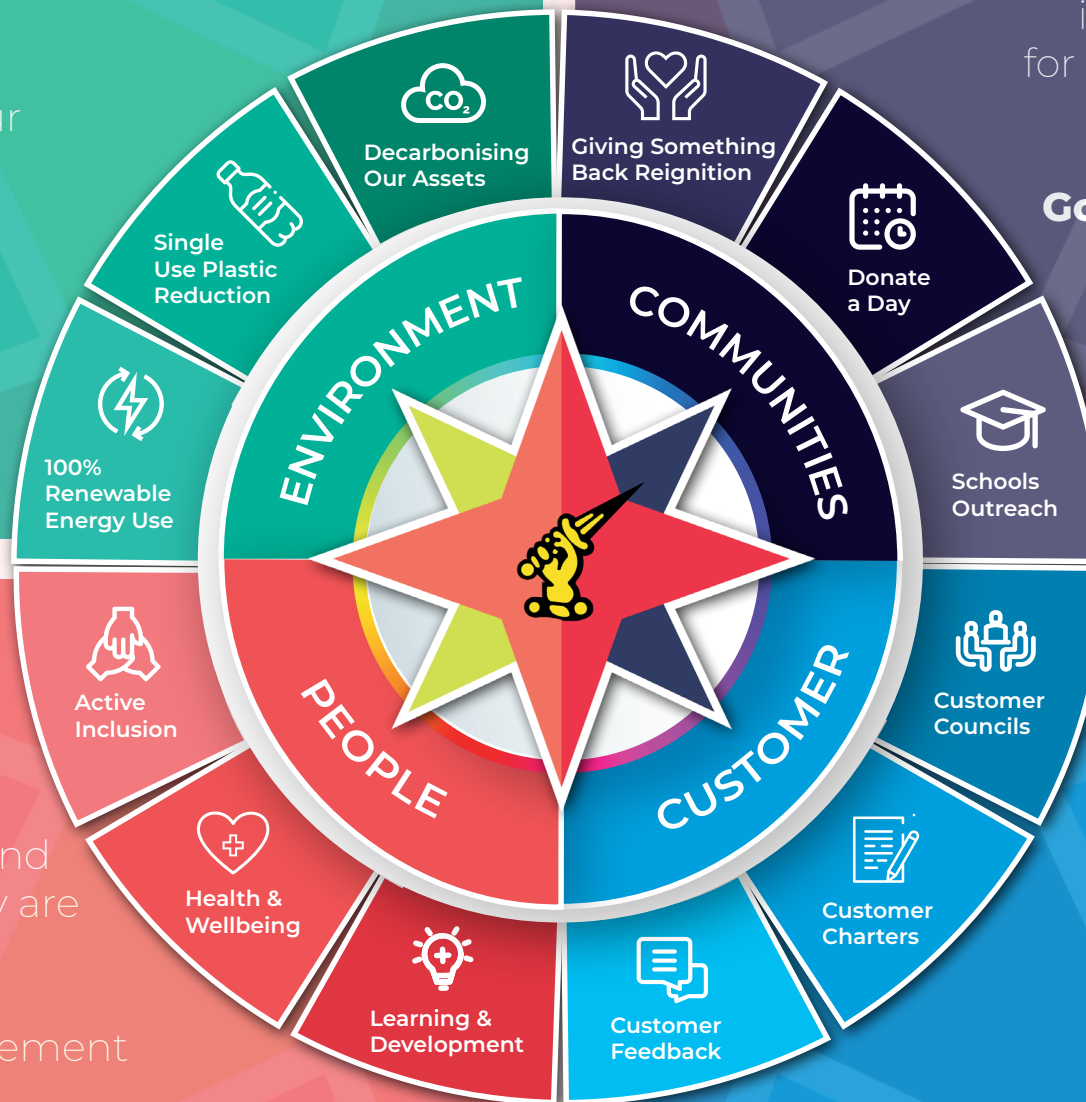 for
Decarbonising
Our Assets
CO₂
Giving Something
Back Reignition
Single
Use Plastic
Reduction
Donate
a Day
100%
Renewable
Energy Use
Schools
Outreach
ENVIRONMENT
COMMUNITIES
PEOPLE
CUSTOMER
Active
Inclusion
Customer
Councils
Health &
Wellbeing
Customer
Charters
Learning &
Development
Customer
Feedback
are